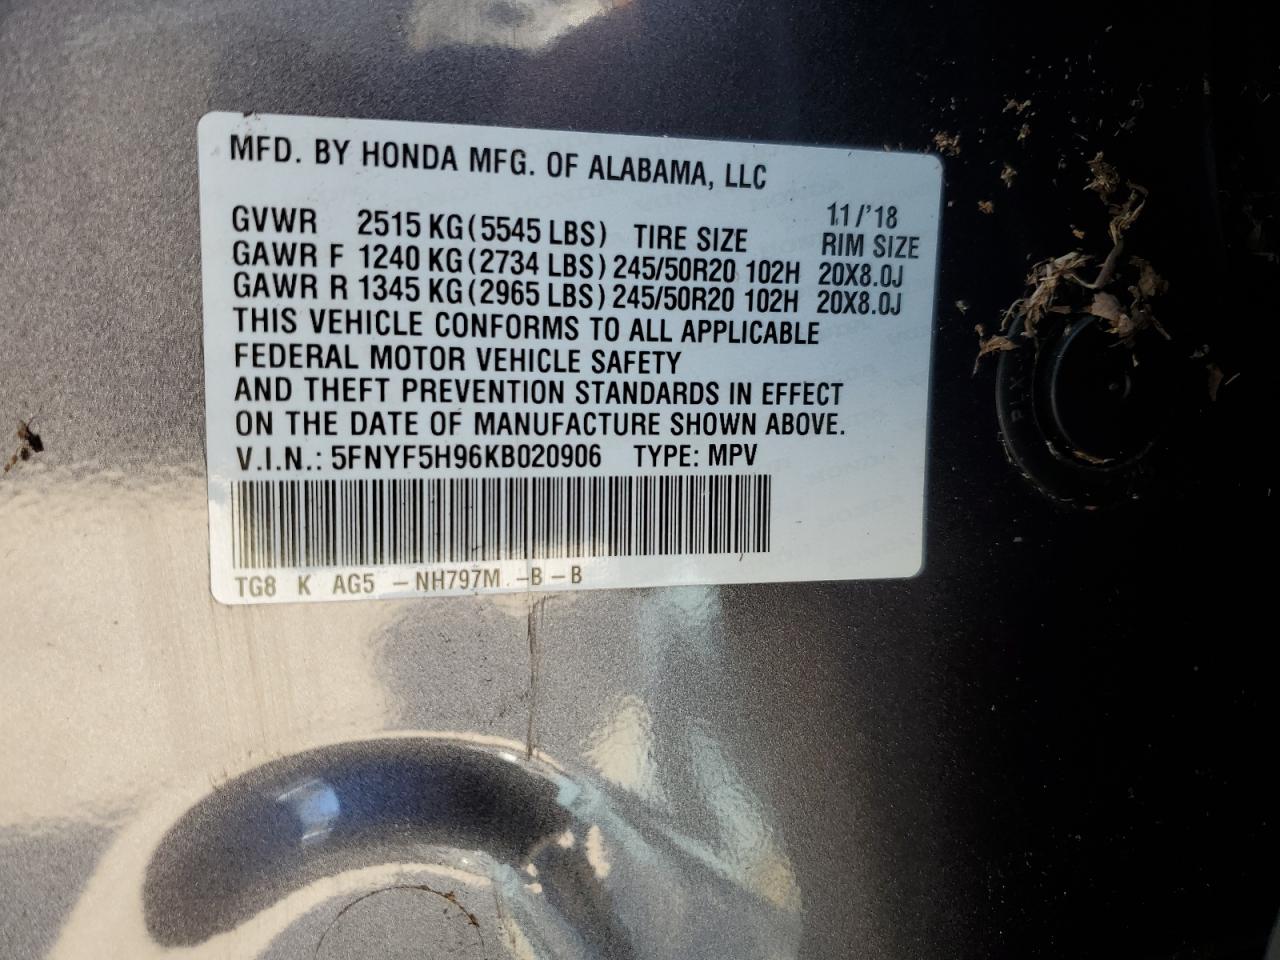 MFD. BY HONDA MFG. OF ALABAMA, LLC
11/'18
GVWR 2515 KG (5545 LBS) TIRE SIZE RIM SIZE
GAWR F 1240 KG (2734 LBS) 245/50R20 102H 20X8.0J
GAWR R 1345 KG (2965 LBS) 245/50R20 102H 20X8.0J
THIS VEHICLE CONFORMS TO ALL APPLICABLE
FEDERAL MOTOR VEHICLE SAFETY
AND THEFT PREVENTION STANDARDS IN EFFECT
ON THE DATE OF MANUFACTURE SHOWN ABOVE.
V.I.N.: 5FNYF5H96KB020906 TYPE: MPV
TG8 K AG5 -NH797M -B-B